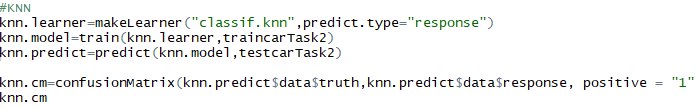 #KNN
knn.learner=makeLearner("classif.knn",predict.type="response")
knn.model=train(knn.learner,traincarTask2)
knn.predict=predict(knn.model,testcarTask2)
knn.cm=confusionMatrix(knn.predict$data$truth,knn.predict$data$response, positive = "1"
knn.cm